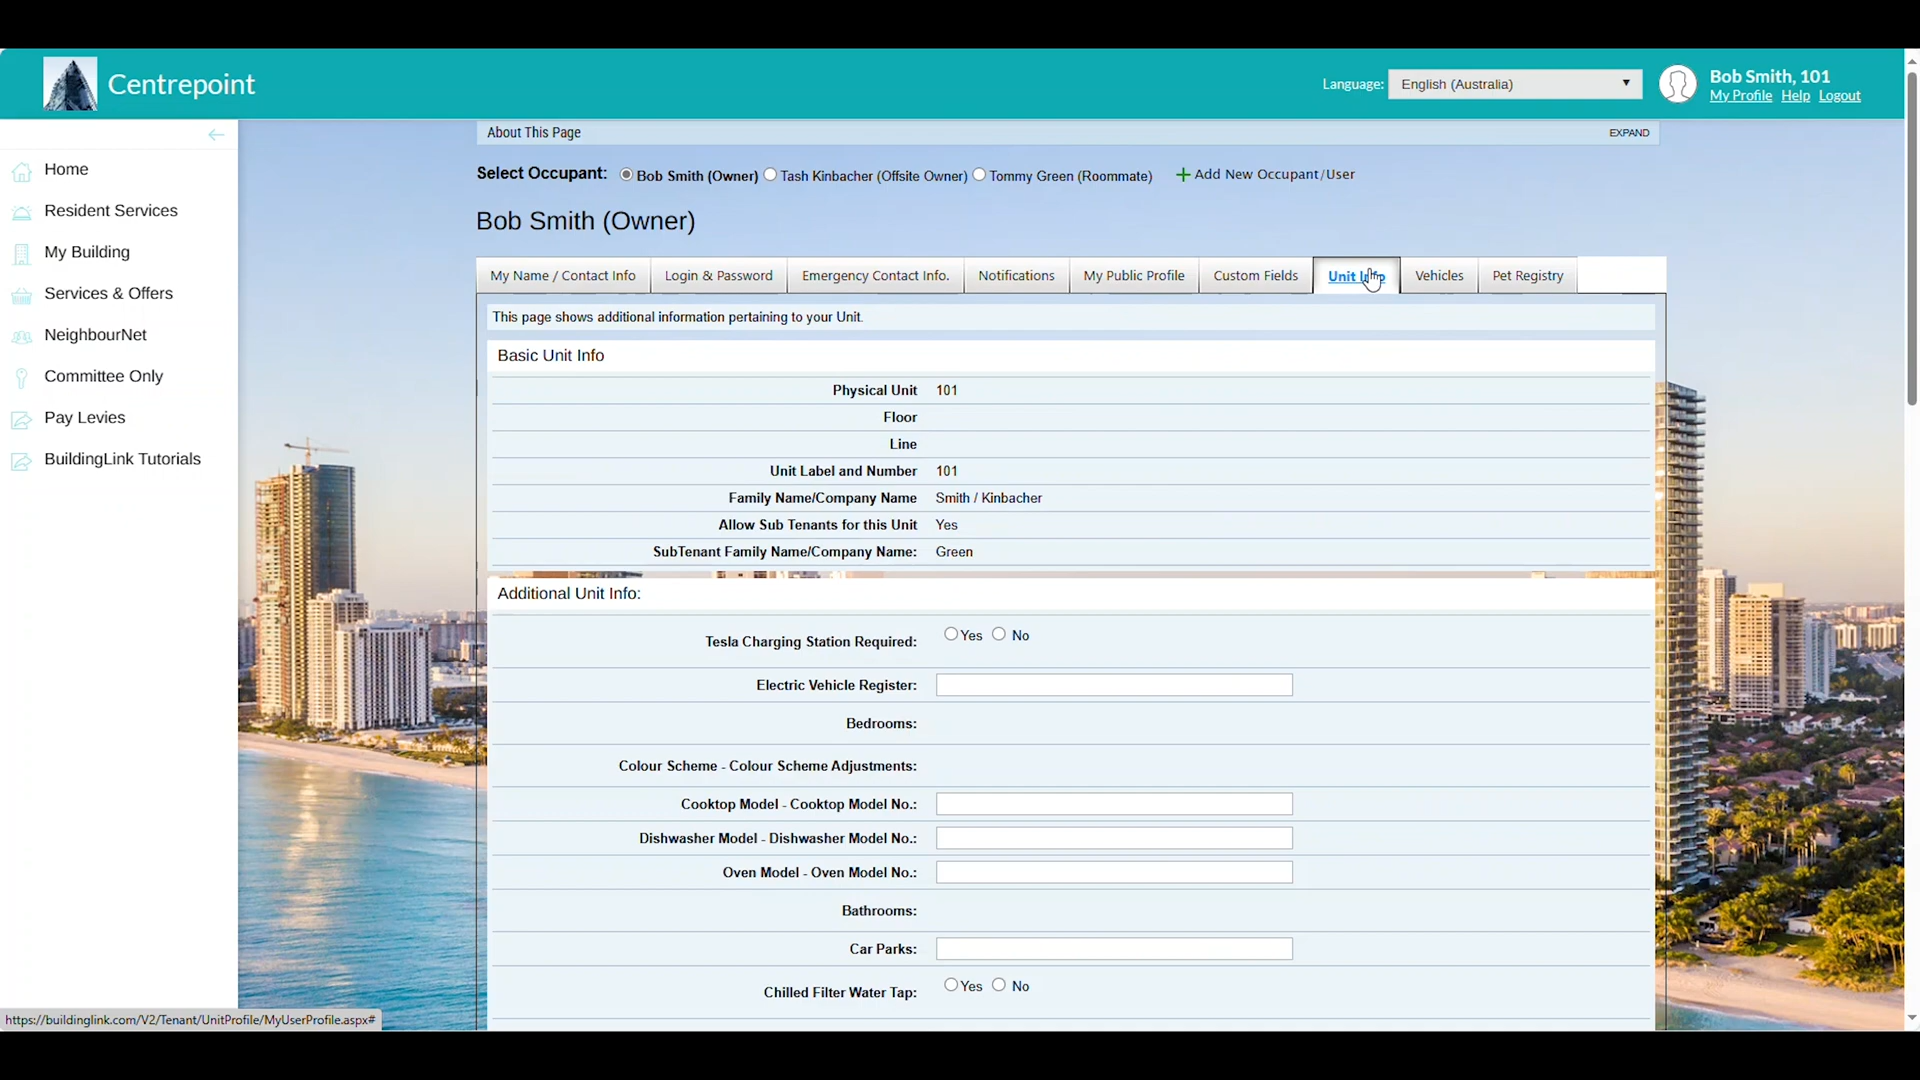 Centrepoint
Language: English (Australia)
Bob Smith, 101
My Profile Help Logout
Home
Resident Services
My Building
Services & Offers
NeighbourNet
Committee Only
Pay Levies
BuildingLink Tutorials
About This Page EXPAND
Select Occupant: Bob Smith (Owner) Tash Kinbacher (Offsite Owner) Tommy Green (Roommate) Add New Occupant/User
Bob Smith (Owner)
My Name / Contact Info Login & Password Emergency Contact Info. Notifications My Public Profile Custom Fields Unit Info Vehicles Pet Registry
This page shows additional information pertaining to your Unit.
Basic Unit Info
Physical Unit 101
Floor
Line
Unit Label and Number 101
Family Name/Company Name Smith / Kinbacher
Allow Sub Tenants for this Unit Yes
SubTenant Family Name/Company Name: Green
Additional Unit Info:
Tesla Charging Station Required: Yes No
Electric Vehicle Register:
Bedrooms:
Colour Scheme - Colour Scheme Adjustments:
Cooktop Model - Cooktop Model No.:
Dishwasher Model - Dishwasher Model No.:
Oven Model - Oven Model No.:
Bathrooms:
Car Parks:
Chilled Filter Water Tap: Yes No
https://buildinglink.com/V2/Tenant/UnitProfile/MyUserProfile.aspx#